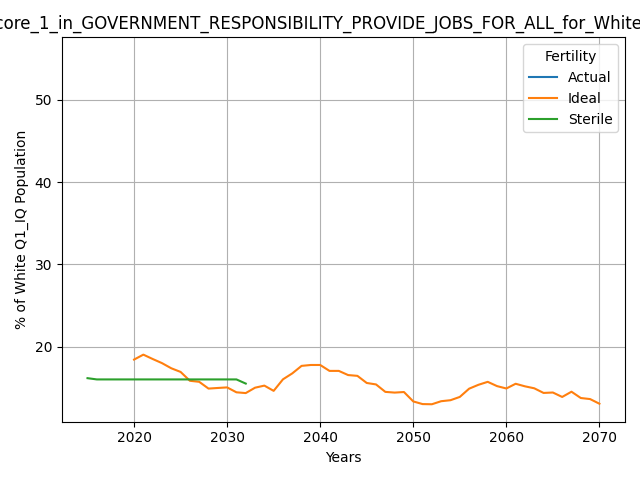 core_1_in_GOVERNMENT_RESPONSIBILITY_PROVIDE_JOBS_FOR_ALL_for_White
Fertility
Actual
Ideal
Sterile
% of White Q1_IQ Population
50
40
30
20
2020
2030
2040
2050
2060
2070
Years